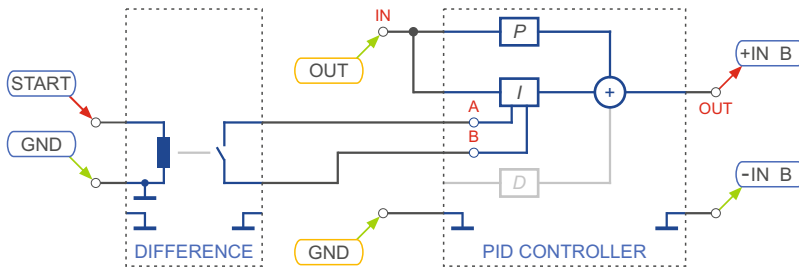 IN
P
+IN B
OUT
START
A
I
+
OUT
GND
B
D
-IN B
GND
DIFFERENCE
PID CONTROLLER